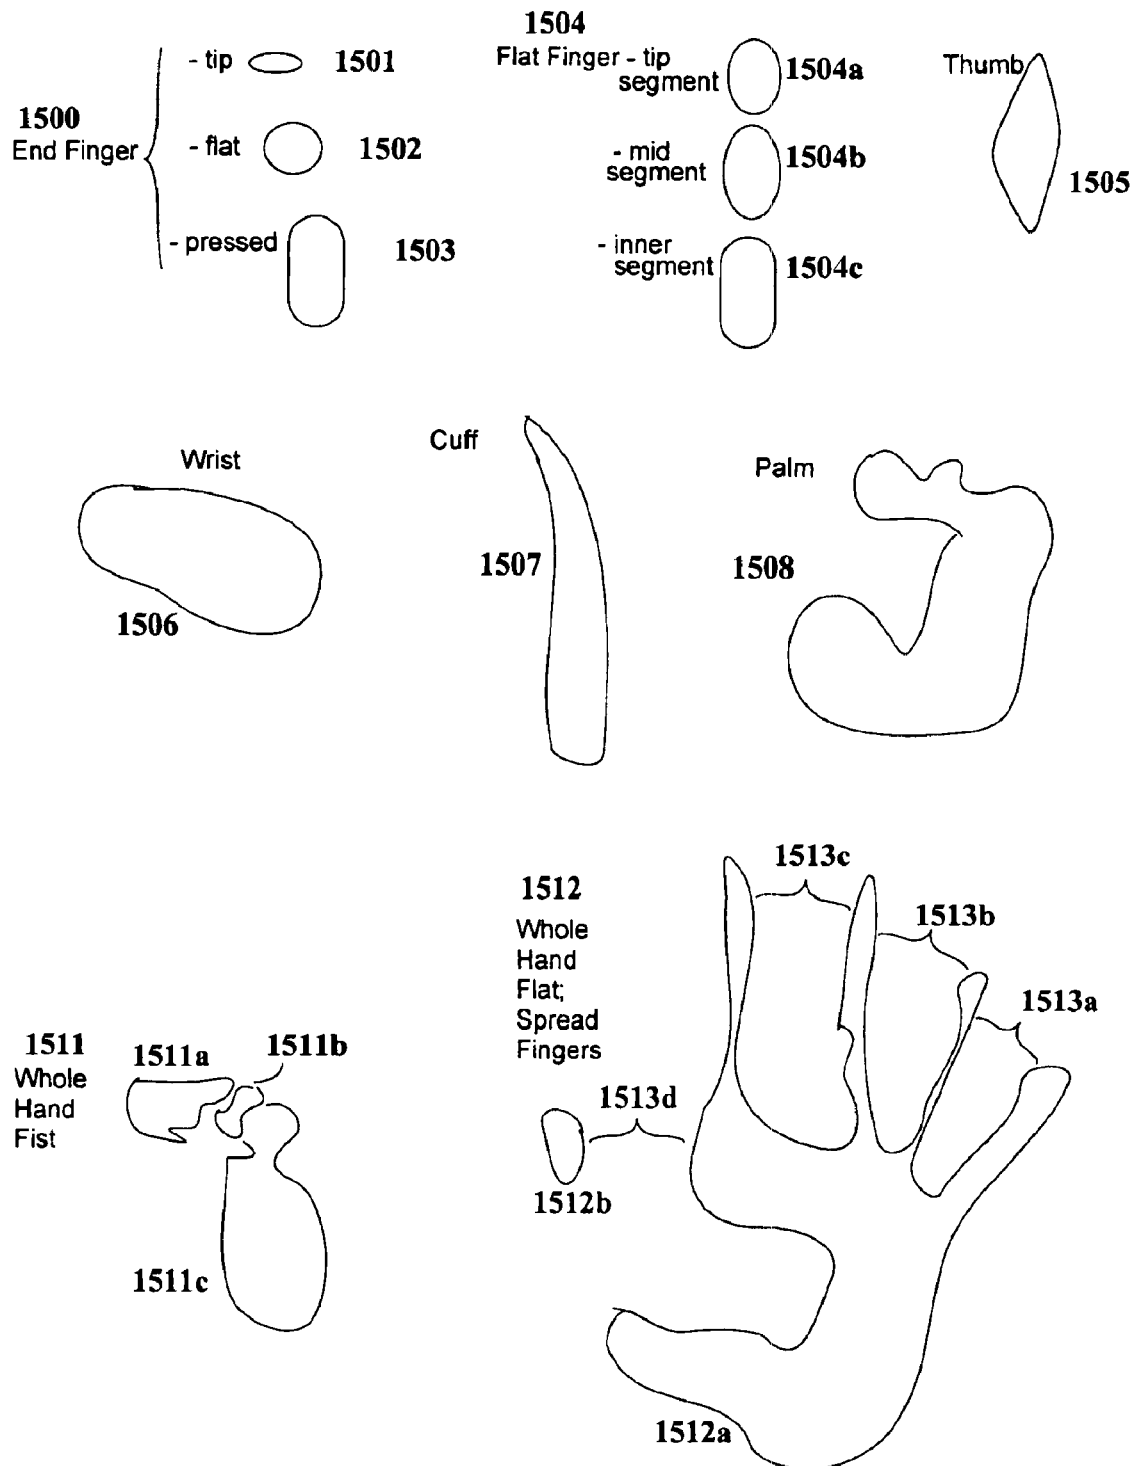 1504
- tip 1501
Flat Finger - tip
segment 1504a
Thumb
1500
End Finger
- flat 1502
- mid
segment 1504b
1505
- pressed 1503
- inner
segment 1504c
Wrist
1506
Cuff
1507
Palm
1508
1511
Whole
Hand
Fist
1511a
1511b
1511c
1512
Whole
Hand
Flat;
Spread
Fingers
1513c
1513b
1513a
1513d
1512b
1512a